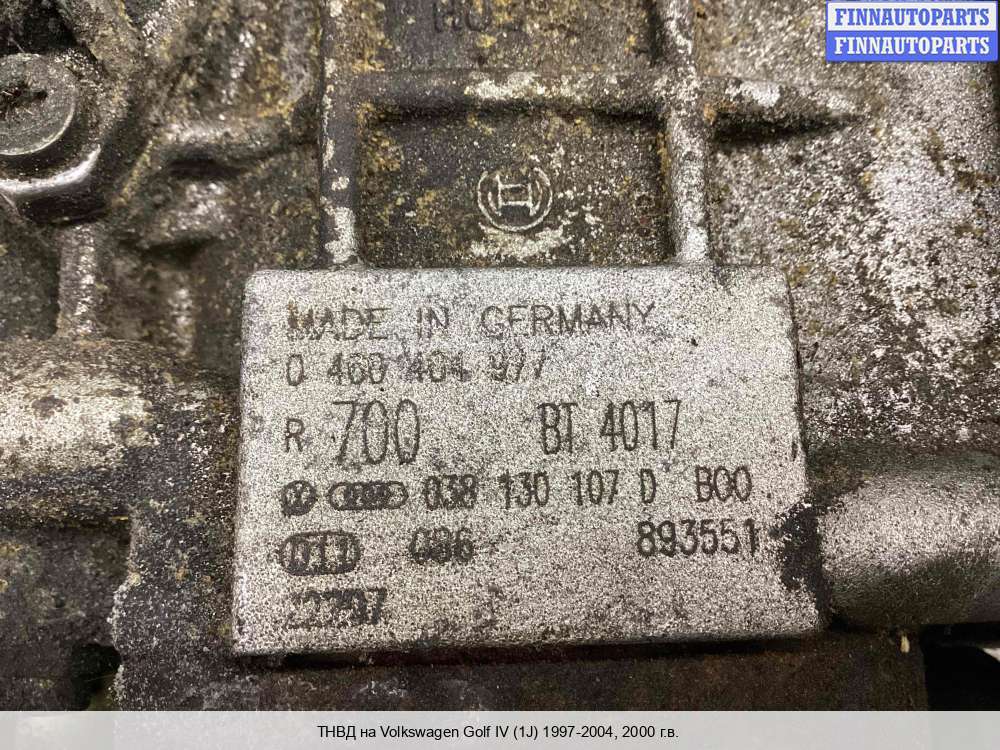 FINNAUTOPARTS
FINNAUTOPARTS
MADE IN GERMANY
0 460 404 977
R 700 BT 4017
038 130 107 D B00
086 893551
22297
ТНВД на Volkswagen Golf IV (1J) 1997-2004, 2000 г.в.